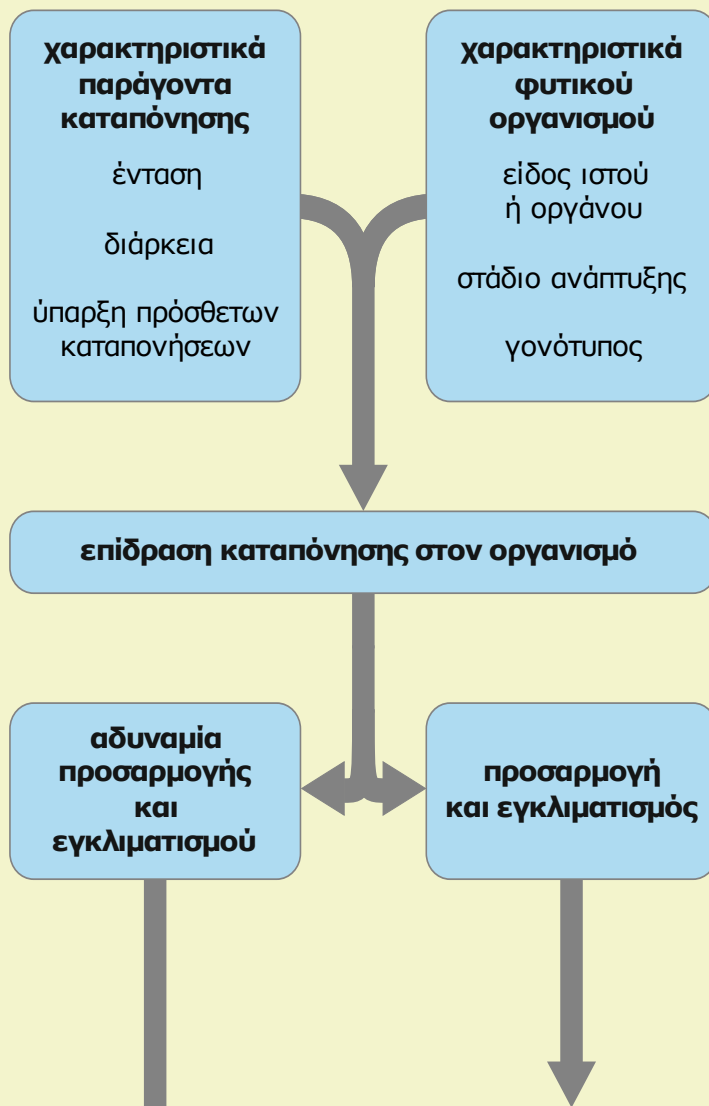 χαρακτηριστικά
παράγοντα
καταπόνησης
ένταση
διάρκεια
ύπαρξη πρόσθετων
καταπονήσεων
χαρακτηριστικά
φυτικού
οργανισμού
είδος ιστού
ή οργάνου
στάδιο ανάπτυξης
γονότυπος
επίδραση καταπόνησης στον οργανισμό
αδυναμία
προσαρμογής
και
εγκλιματισμού
προσαρμογή
και εγκλιματισμός